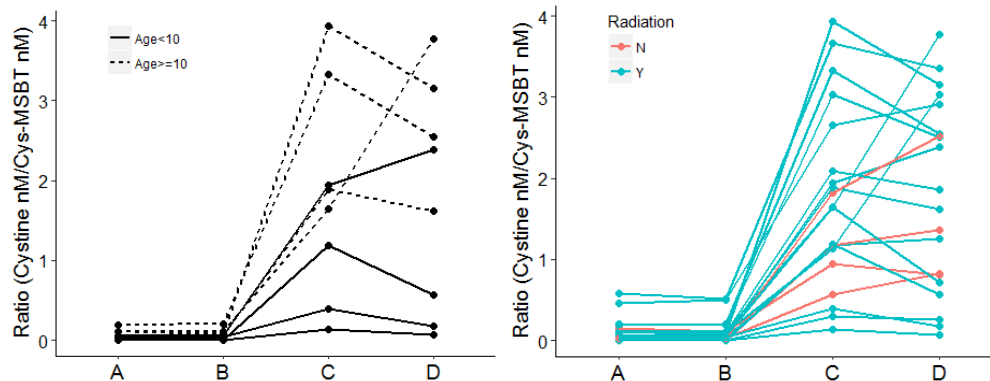 Ratio (Cystine nM/Cys-MSBT nM)
4
3
2
1
0
Age<10
Age>=10
A B C D
Ratio (Cystine nM/Cys-MSBT nM)
4
3
2
1
0
Radiation
N
Y
A B C D